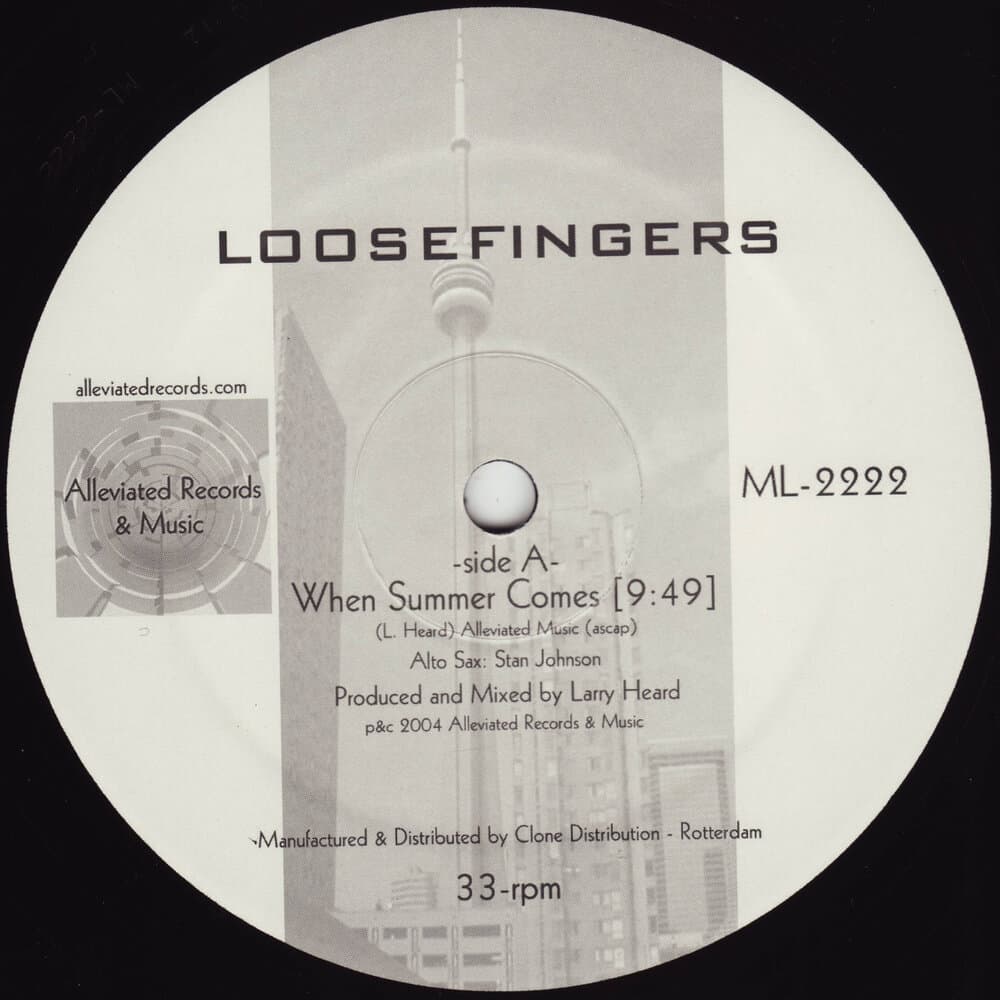 LOOSEFINGERS
alleviatedrecords.com
Alleviated Records
& Music
ML-2222
-side A-
When Summer Comes [9:49]
(L. Heard) Alleviated Music (ascap)
Alto Sax: Stan Johnson
Produced and Mixed by Larry Heard
p&c 2004 Alleviated Records & Music
Manufactured & Distributed by Clone Distribution - Rotterdam
33-rpm